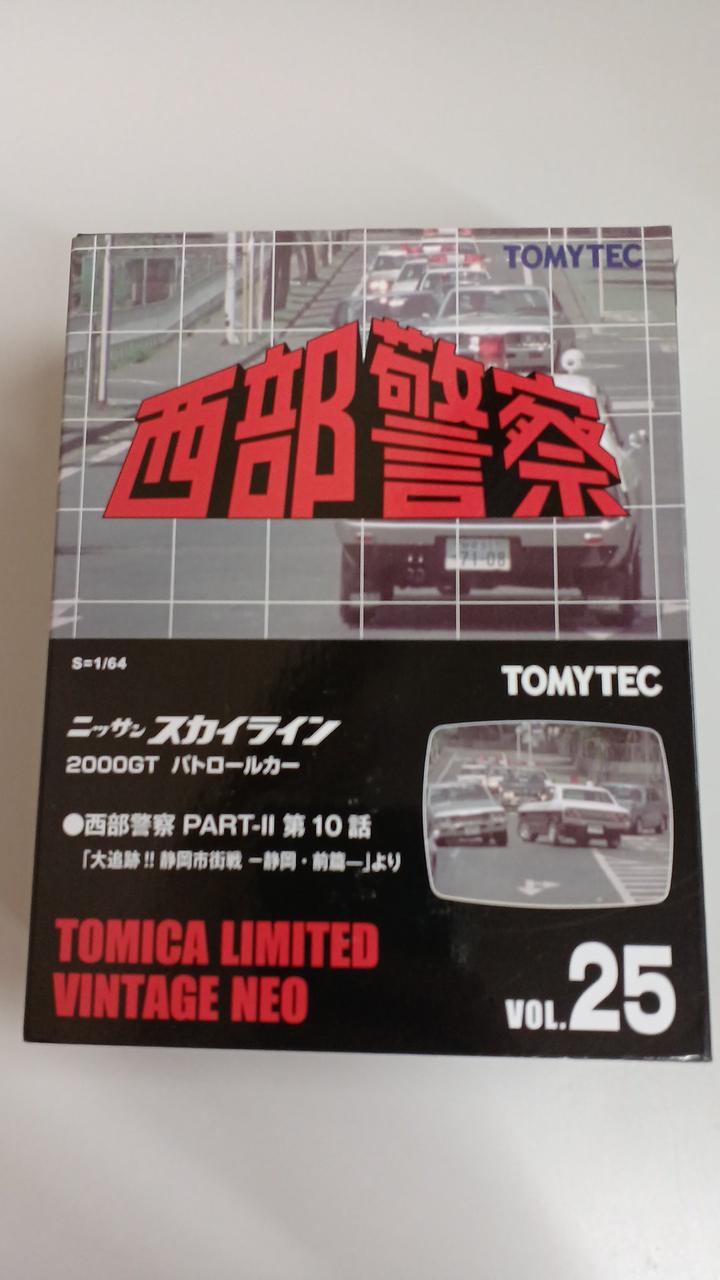 TOMYTEC
西部警察
71-08
S=1/64
TOMYTEC
ニッサン スカイライン
2000GT パトロールカー
●西部警察 PART-II 第10話
「大追跡!! 静岡市街戦 ー静岡・前篇ー」より
TOMICA LIMITED
VINTAGE NEO
VOL.25